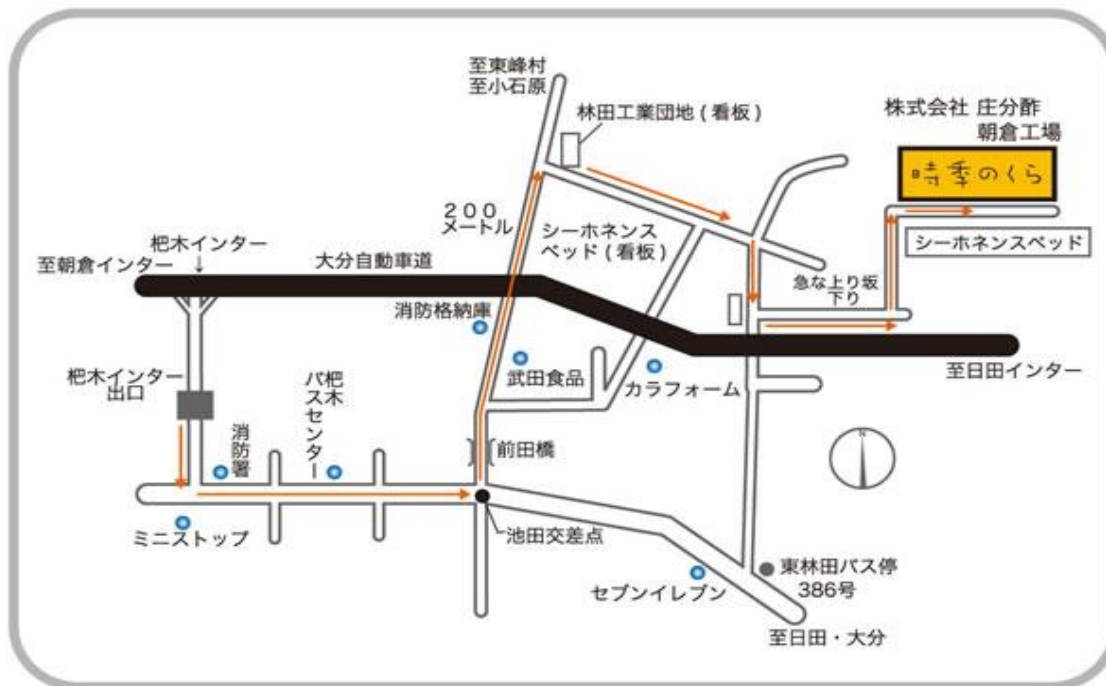 至東峰村
至小石原
林田工業団地(看板)
株式会社 庄分酢
朝倉工場
時季のくら
200
メートル
シーホネンス
ベッド(看板)
シーホネンスベッド
杷木インター
至朝倉インター
大分自動車道
急な上り坂
下り
消防格納庫
武田食品
カラフォーム
至日田インター
杷木インター
出口
杷木
バスセンター
消防署
前田橋
N
ミニストップ
池田交差点
セブンイレブン
東林田バス停
386号
至日田・大分